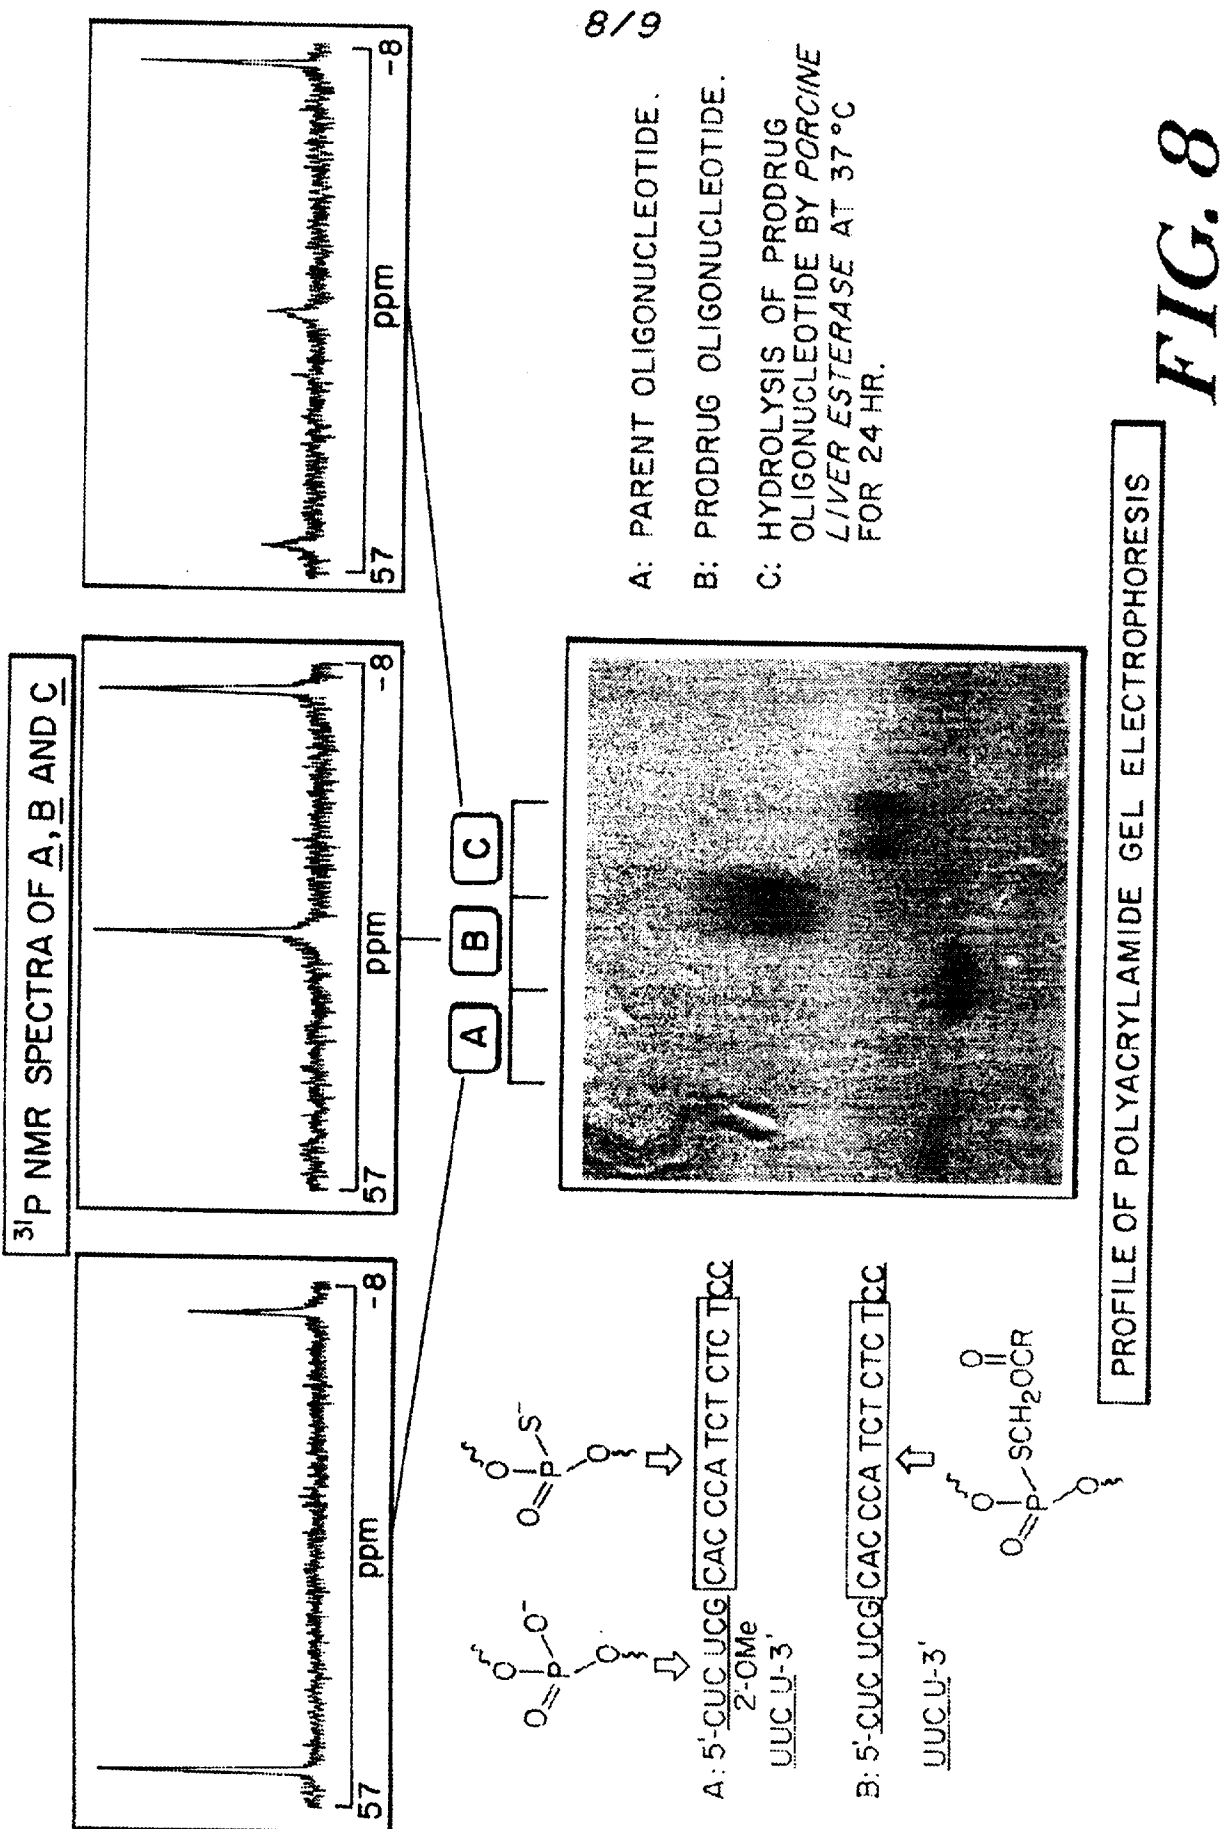 8/9
³¹P NMR SPECTRA OF A, B AND C
57 ppm -8
57 ppm -8
57 ppm -8
A
B
C
A: PARENT OLIGONUCLEOTIDE.
B: PRODRUG OLIGONUCLEOTIDE.
C: HYDROLYSIS OF PRODRUG
OLIGONUCLEOTIDE BY PORCINE
LIVER ESTERASE AT 37 °C
FOR 24 HR.
O
O=P-O⁻
O
O
O=P-S⁻
O
A: 5'-CUC UCG CAC CCA TCT CTC TCC
2'-OMe
UUC U-3'
B: 5'-CUC UCG CAC CCA TCT CTC TCC
UUC U-3'
O
O O
O=P-SCH₂OCR
O
PROFILE OF POLYACRYLAMIDE GEL ELECTROPHORESIS
FIG. 8